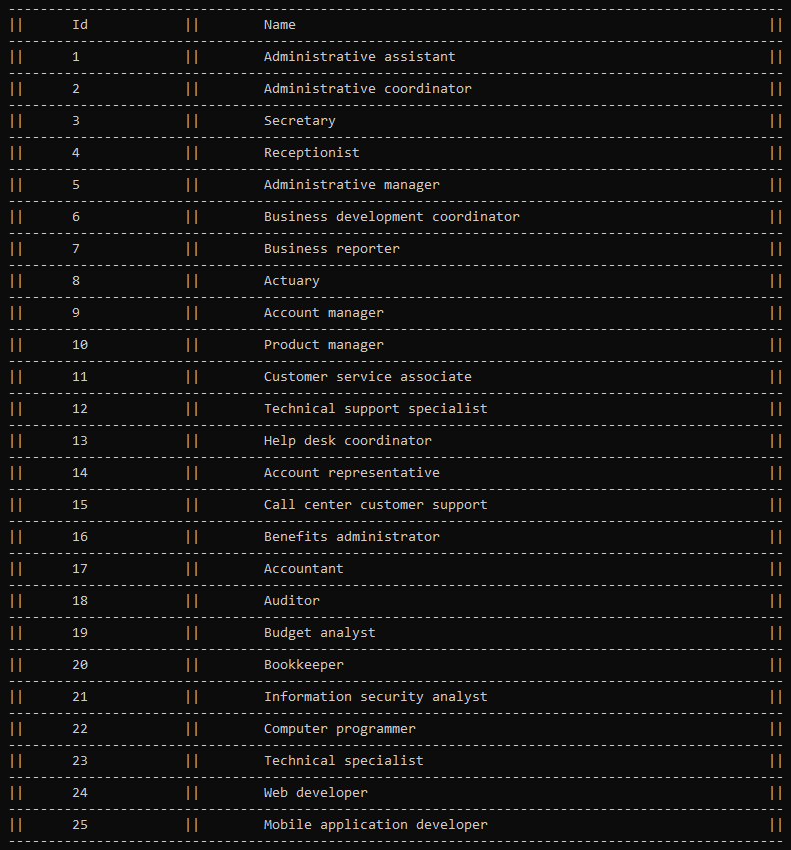 || Id || Name ||
|| 1 || Administrative assistant ||
|| 2 || Administrative coordinator ||
|| 3 || Secretary ||
|| 4 || Receptionist ||
|| 5 || Administrative manager ||
|| 6 || Business development coordinator ||
|| 7 || Business reporter ||
|| 8 || Actuary ||
|| 9 || Account manager ||
|| 10 || Product manager ||
|| 11 || Customer service associate ||
|| 12 || Technical support specialist ||
|| 13 || Help desk coordinator ||
|| 14 || Account representative ||
|| 15 || Call center customer support ||
|| 16 || Benefits administrator ||
|| 17 || Accountant ||
|| 18 || Auditor ||
|| 19 || Budget analyst ||
|| 20 || Bookkeeper ||
|| 21 || Information security analyst ||
|| 22 || Computer programmer ||
|| 23 || Technical specialist ||
|| 24 || Web developer ||
|| 25 || Mobile application developer ||